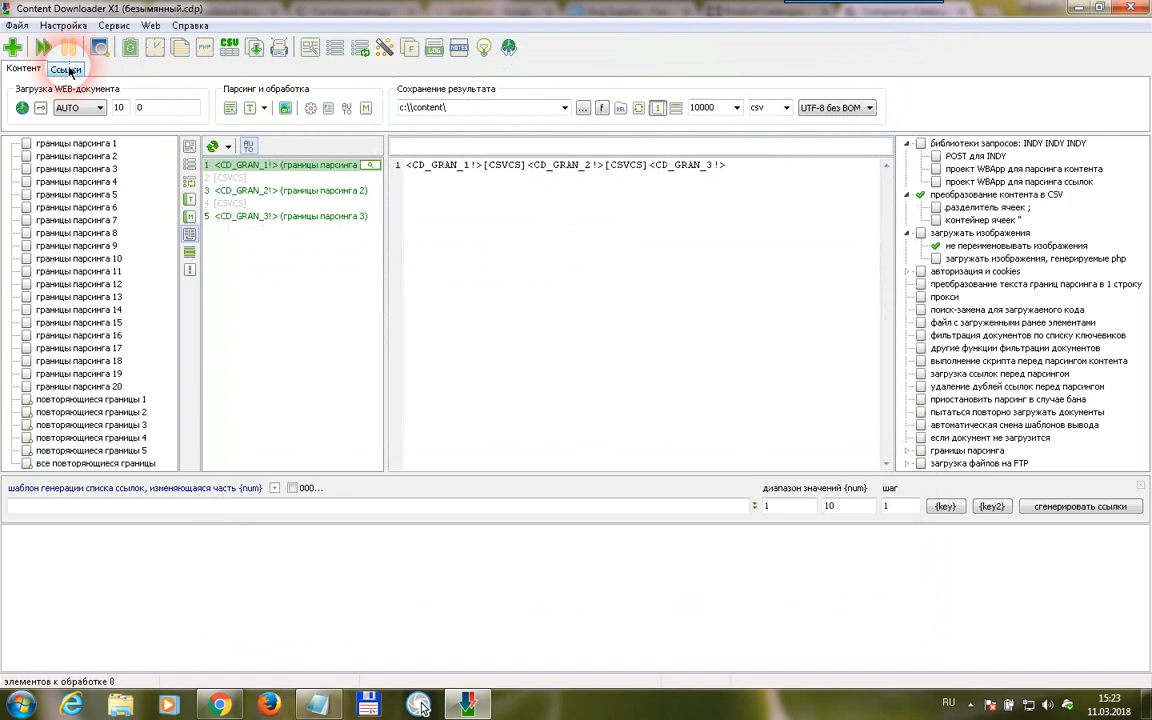 Content Downloader X1 (безымянный.cdp)
Файл Настройка Сервис Web Справка
Контент Ссылки
Загрузка WEB-документа
AUTO 10 0
Парсинг и обработка
Сохранение результата
c:\\content\ 10000 csv UTF-8 без BOM
границы парсинга 1
границы парсинга 2
границы парсинга 3
границы парсинга 4
границы парсинга 5
границы парсинга 6
границы парсинга 7
границы парсинга 8
границы парсинга 9
границы парсинга 10
границы парсинга 11
границы парсинга 12
границы парсинга 13
границы парсинга 14
границы парсинга 15
границы парсинга 16
границы парсинга 17
границы парсинга 18
границы парсинга 19
границы парсинга 20
повторяющиеся границы 1
повторяющиеся границы 2
повторяющиеся границы 3
повторяющиеся границы 4
повторяющиеся границы 5
все повторяющиеся границы
1 <CD_GRAN_1!> (границы парсинга
2 [CSVCS]
3 <CD_GRAN_2!> (границы парсинга 2)
4 [CSVCS]
5 <CD_GRAN_3!> (границы парсинга 3)
1 <CD_GRAN_1!>[CSVCS]<CD_GRAN_2!>[CSVCS]<CD_GRAN_3!>
библиотеки запросов: INDY INDY INDY
POST для INDY
проект WBApp для парсинга контента
проект WBApp для парсинга ссылок
преобразование контента в CSV
разделитель ячеек ;
контейнер ячеек "
загружать изображения
не переименовывать изображения
загружать изображения, генерируемые php
авторизация и cookies
преобразование текста границ парсинга в 1 строку
прокси
поиск-замена для загружаемого кода
файл с загруженными ранее элементами
фильтрация документов по списку ключевиков
другие функции фильтрации документов
выполнение скрипта перед парсингом контента
загрузка ссылок перед парсингом
удаление дублей ссылок перед парсингом
приостановить парсинг в случае бана
пытаться повторно загружать документы
автоматическая смена шаблонов вывода
если документ не загрузится
границы парсинга
загрузка файлов на FTP
шаблон генерации списка ссылок, изменяющаяся часть {num} + 000... диапазон значений {num} шаг
1 10 1 {key} {key2} сгенерировать ссылки
элементов к обработке 0
RU 15:23
11.03.2018